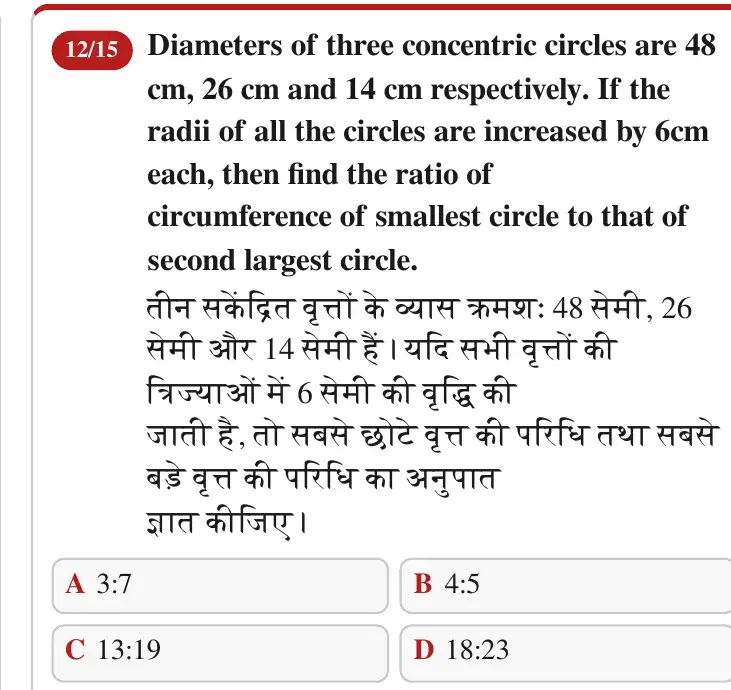 12/15 Diameters of three concentric circles are 48
cm, 26 cm and 14 cm respectively. If the
radii of all the circles are increased by 6cm
each, then find the ratio of
circumference of smallest circle to that of
second largest circle.
तीन सकेंद्रित वृत्तों के व्यास क्रमशः 48 सेमी, 26
सेमी और 14 सेमी हैं। यदि सभी वृत्तों की
त्रिज्याओं में 6 सेमी की वृद्धि की
जाती है, तो सबसे छोटे वृत्त की परिधि तथा सबसे
बड़े वृत्त की परिधि का अनुपात
ज्ञात कीजिए।
A 3:7
B 4:5
C 13:19
D 18:23